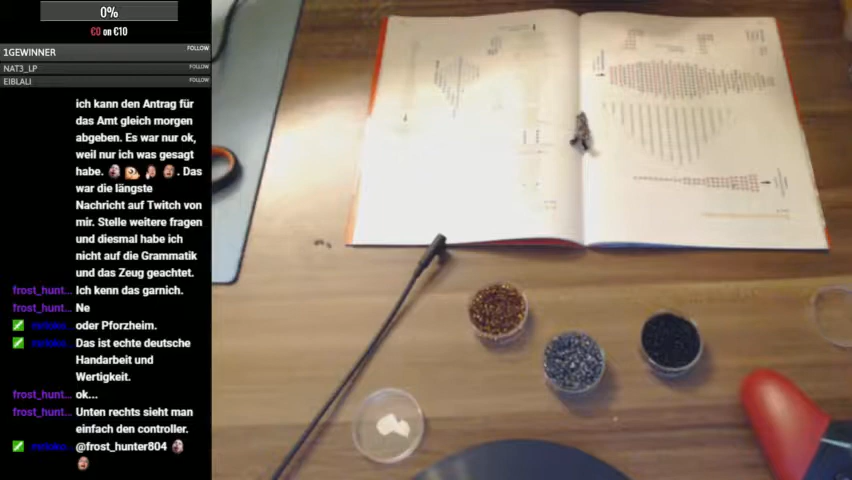 0%
€0 on €10
1GEWINNER FOLLOW
NAT3_LP FOLLOW
EIBLALI FOLLOW
ich kann den Antrag für
das Amt gleich morgen
abgeben. Es war nur ok,
weil nur ich was gesagt
habe. . Das
war die längste
Nachricht auf Twitch von
mir. Stelle weitere fragen
und diesmal habe ich
nicht auf die Grammatik
und das Zeug geachtet.
frost_hunt... Ich kenn das garnich.
frost_hunt... Ne
oder Pforzheim.
Das ist echte deutsche
Handarbeit und
Wertigkeit.
frost_hunt... ok...
frost_hunt... Unten rechts sieht man
einfach den controller.
@frost_hunter804